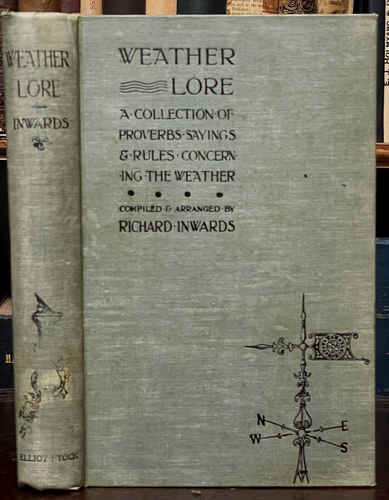 WEATHER
LORE
INWARDS
ELLIOT STOCK
WEATHER
LORE
A·COLLECTION·OF
PROVERBS·SAYINGS
&·RULES·CONCERN
ING·THE·WEATHER
COMPILED·&·ARRANGED·BY
RICHARD·INWARDS
N
E
W
S